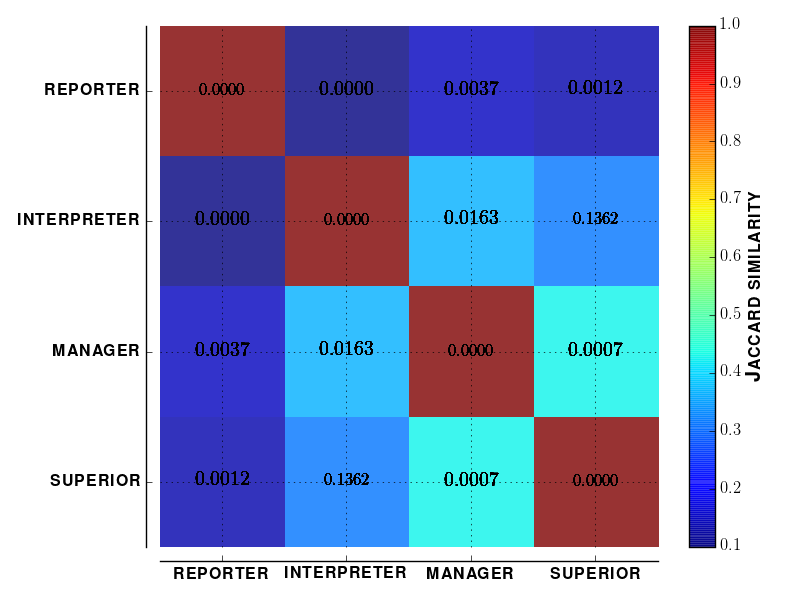 REPORTER 0.0000 0.0000 0.0037 0.0012
INTERPRETER 0.0000 0.0000 0.0163 0.1362
MANAGER 0.0037 0.0163 0.0000 0.0007
SUPERIOR 0.0012 0.1362 0.0007 0.0000
REPORTER INTERPRETER MANAGER SUPERIOR
1.0
0.9
0.8
0.7
0.6
0.5
0.4
0.3
0.2
0.1
JACCARD SIMILARITY